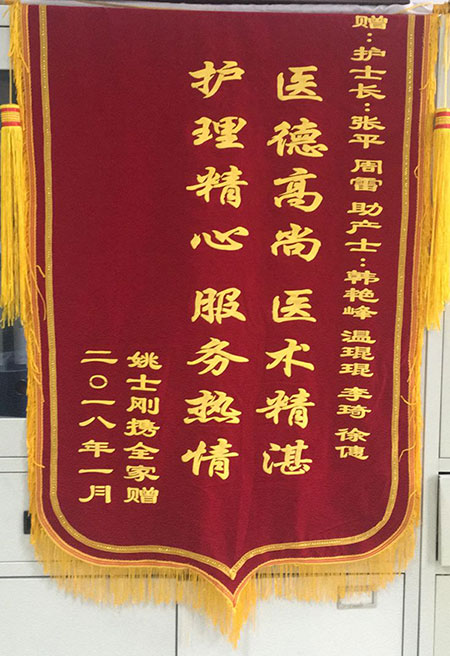 赠：护士长：张平 周雷 助产士：韩艳峰 温琨琨 李琦 徐倩
医德高尚 医术精湛
护理精心 服务热情
姚士刚携全家赠
二〇一八年一月